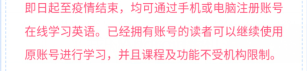 即日起至疫情结束，均可通过手机或电脑注册账号
在线学习英语。已经拥有账号的读者可以继续使用
原账号进行学习，并且课程及功能不受机构限制。